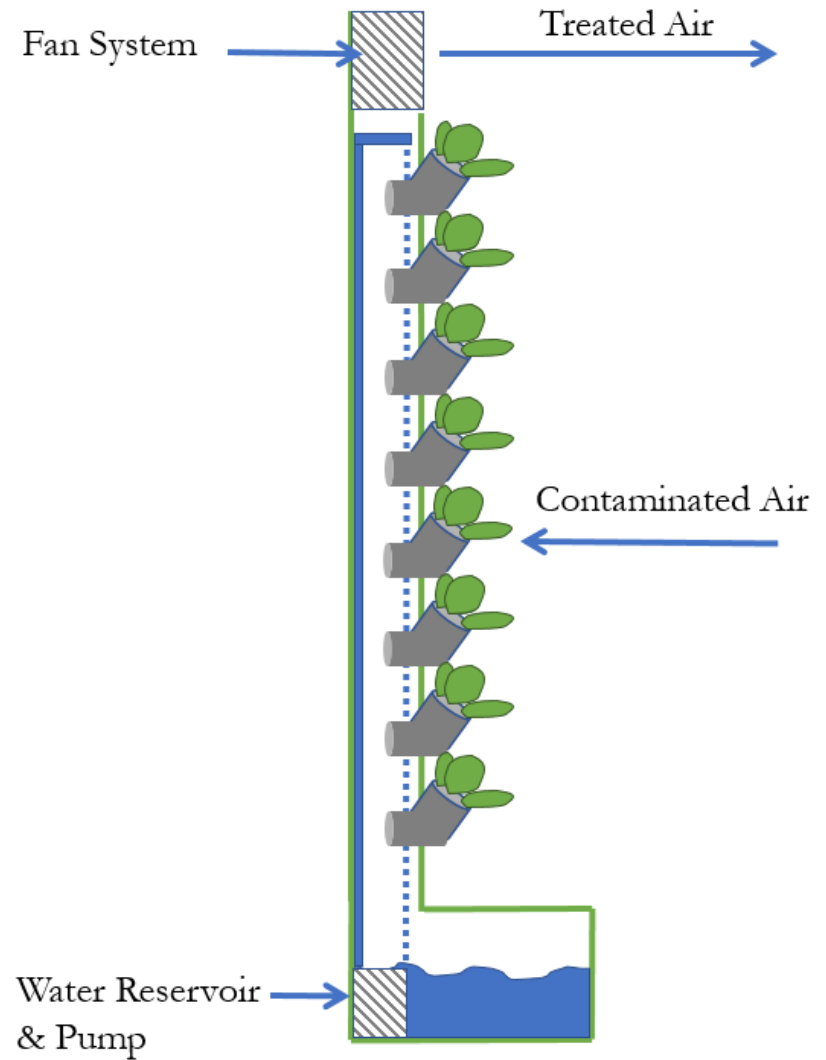 Fan System
Treated Air
Contaminated Air
Water Reservoir
& Pump